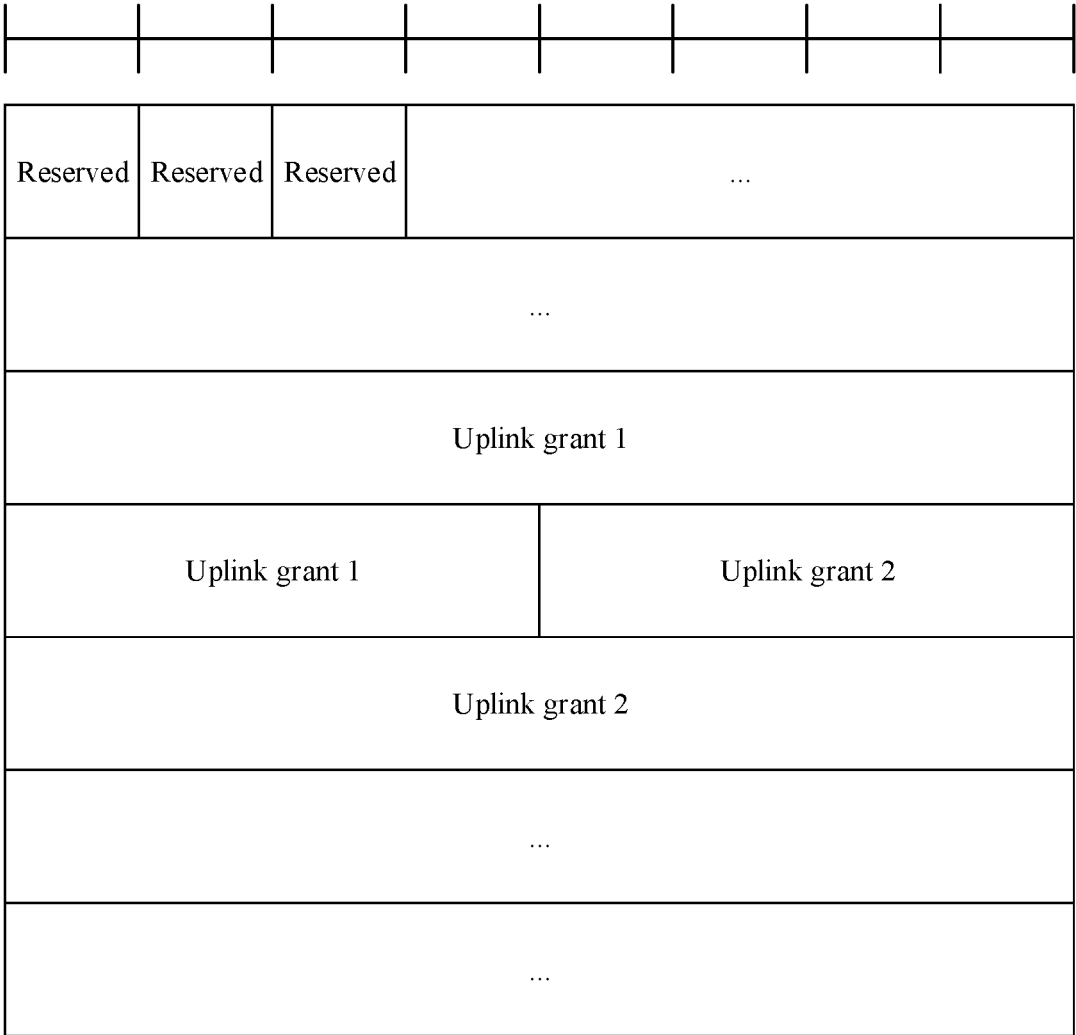 Reserved Reserved Reserved ...
...
Uplink grant 1
Uplink grant 1 Uplink grant 2
Uplink grant 2
...
...